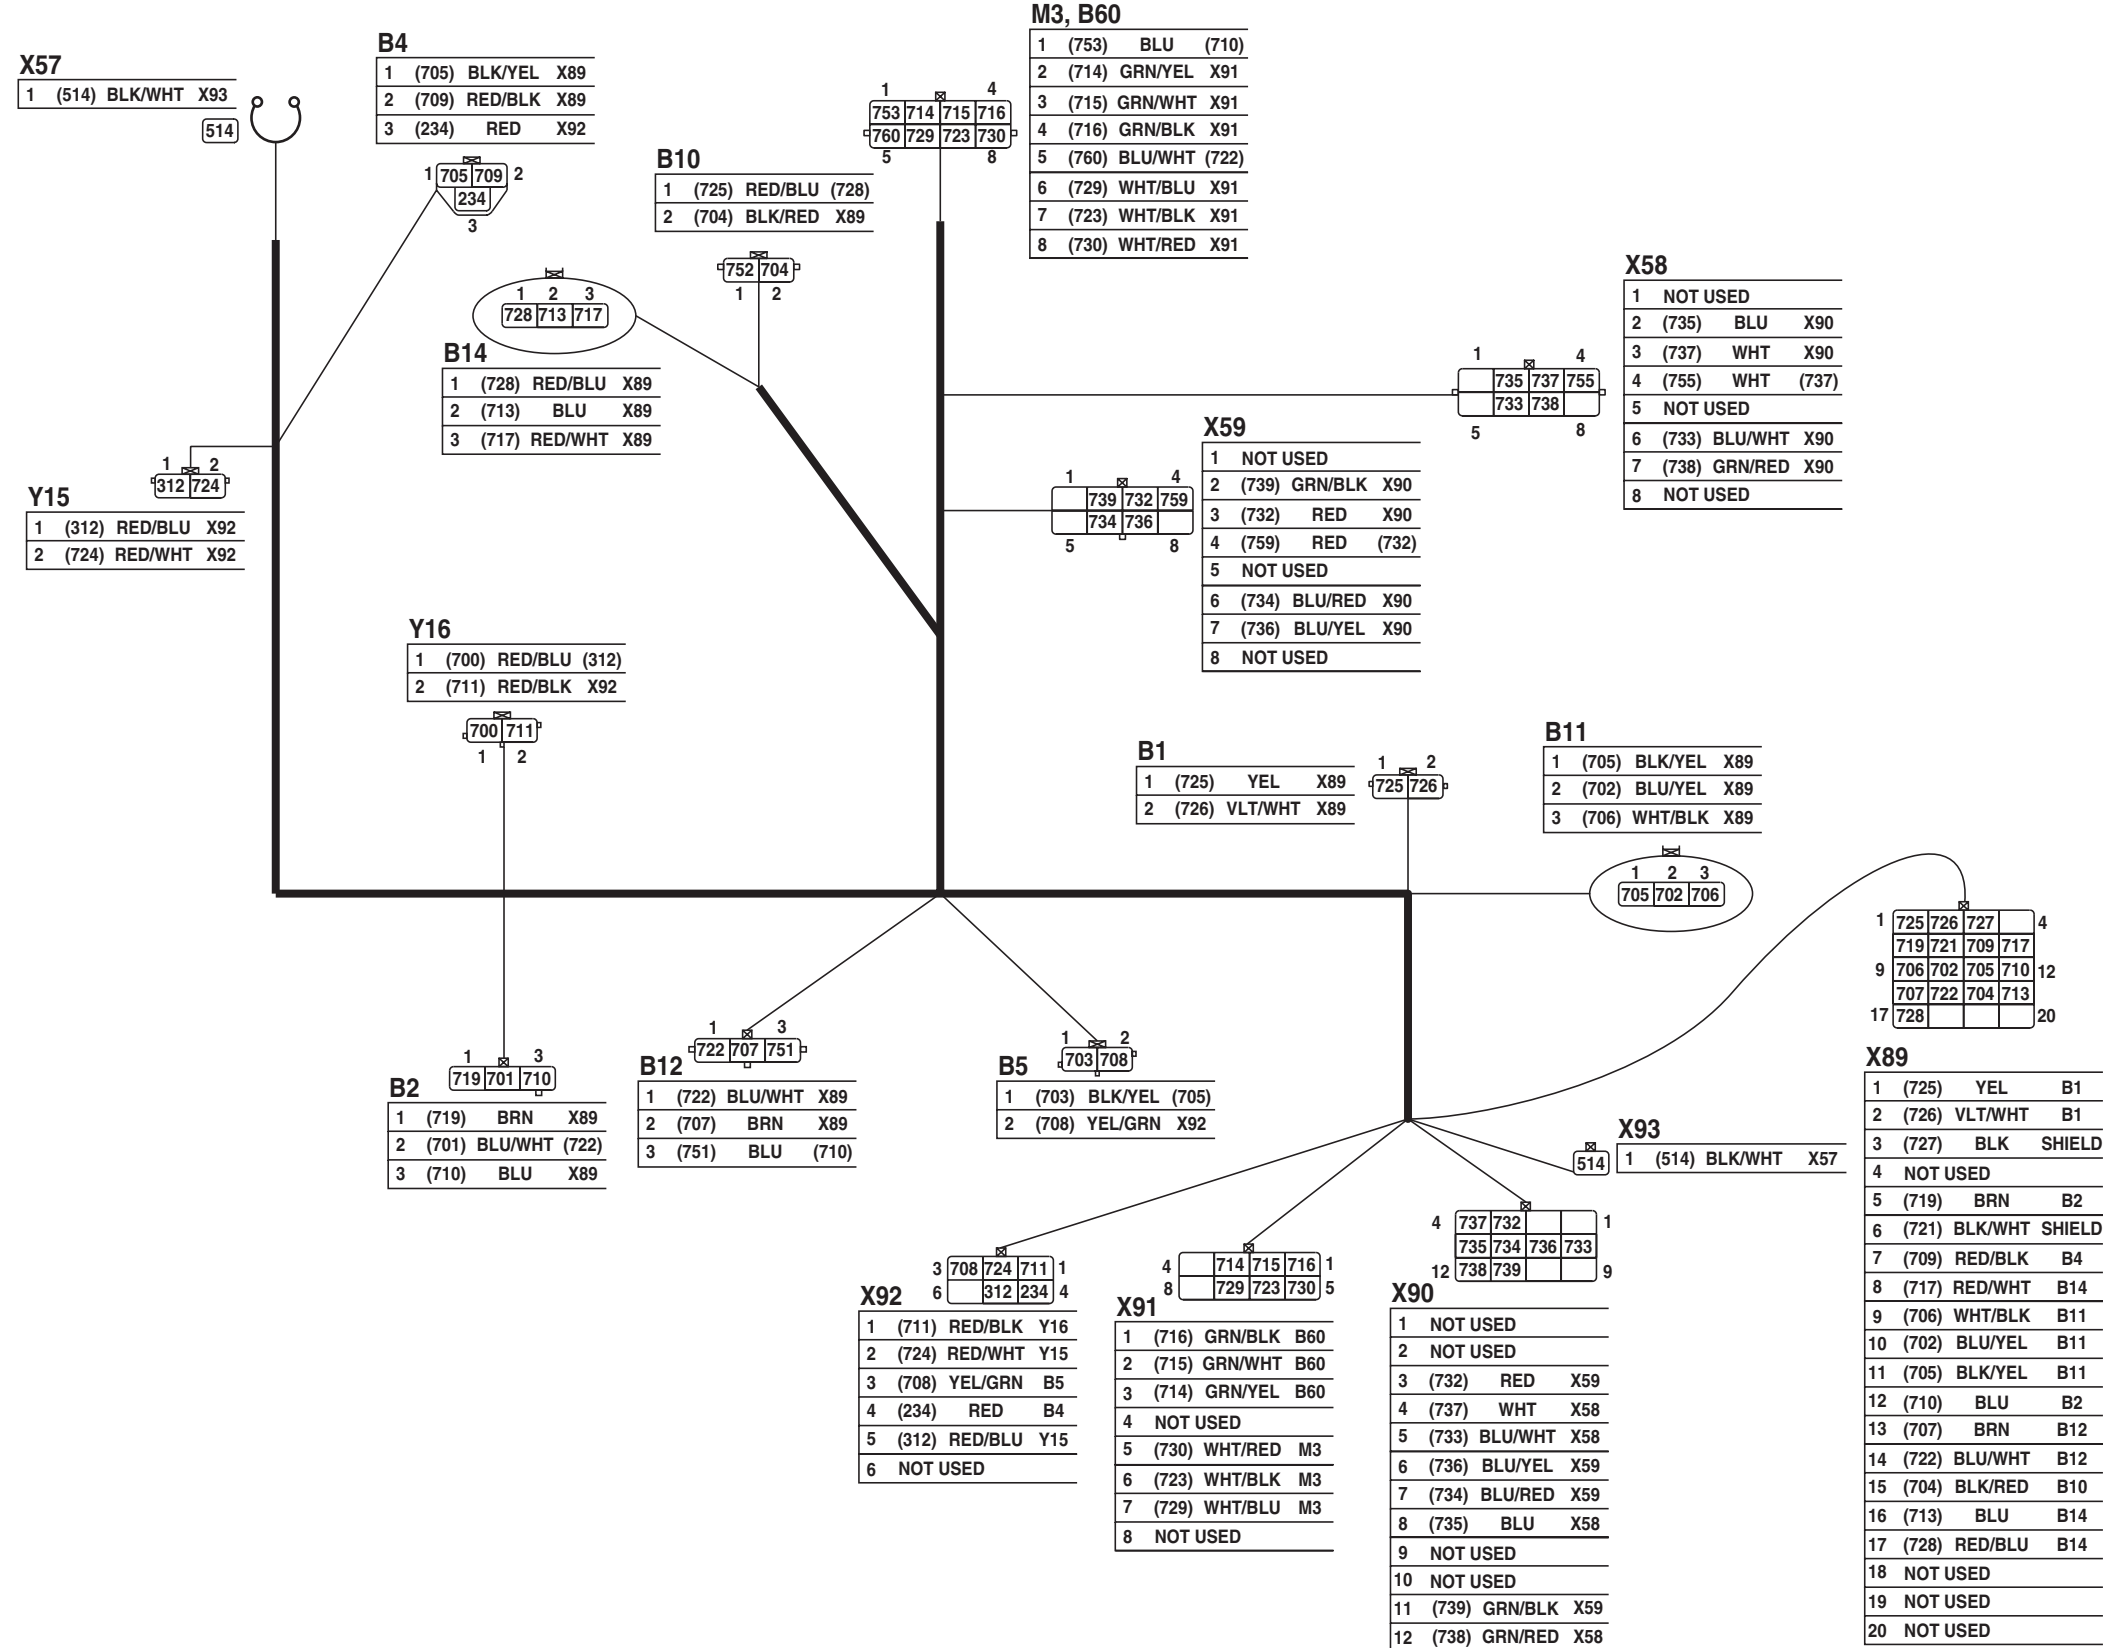 X57
1 (514) BLK/WHT X93
514
B4
1 (705) BLK/YEL X89
2 (709) RED/BLK X89
3 (234) RED X92
1 705 709 2
234
3
B10
1 (725) RED/BLU (728)
2 (704) BLK/RED X89
752 704
1 2
M3, B60
1 (753) BLU (710)
2 (714) GRN/YEL X91
3 (715) GRN/WHT X91
4 (716) GRN/BLK X91
5 (760) BLU/WHT (722)
6 (729) WHT/BLU X91
7 (723) WHT/BLK X91
8 (730) WHT/RED X91
1 4
753 714 715 716
760 729 723 730
5 8
1 2 3
728 713 717
B14
1 (728) RED/BLU X89
2 (713) BLU X89
3 (717) RED/WHT X89
X58
1 NOT USED
2 (735) BLU X90
3 (737) WHT X90
4 (755) WHT (737)
5 NOT USED
6 (733) BLU/WHT X90
7 (738) GRN/RED X90
8 NOT USED
1 4
735 737 755
733 738
5 8
X59
1 NOT USED
2 (739) GRN/BLK X90
3 (732) RED X90
4 (759) RED (732)
5 NOT USED
6 (734) BLU/RED X90
7 (736) BLU/YEL X90
8 NOT USED
1 4
739 732 759
734 736
5 8
1 2
312 724
Y15
1 (312) RED/BLU X92
2 (724) RED/WHT X92
Y16
1 (700) RED/BLU (312)
2 (711) RED/BLK X92
700 711
1 2
B1
1 (725) YEL X89
2 (726) VLT/WHT X89
1 2
725 726
B11
1 (705) BLK/YEL X89
2 (702) BLU/YEL X89
3 (706) WHT/BLK X89
1 2 3
705 702 706
1 725 726 727 4
719 721 709 717
9 706 702 705 710 12
707 722 704 713
17 728 20
1 3
719 701 710
B2
1 (719) BRN X89
2 (701) BLU/WHT (722)
3 (710) BLU X89
1 3
722 707 751
B12
1 (722) BLU/WHT X89
2 (707) BRN X89
3 (751) BLU (710)
1 2
703 708
B5
1 (703) BLK/YEL (705)
2 (708) YEL/GRN X92
X93
514
1 (514) BLK/WHT X57
X89
1 (725) YEL B1
2 (726) VLT/WHT B1
3 (727) BLK SHIELD
4 NOT USED
5 (719) BRN B2
6 (721) BLK/WHT SHIELD
7 (709) RED/BLK B4
8 (717) RED/WHT B14
9 (706) WHT/BLK B11
10 (702) BLU/YEL B11
11 (705) BLK/YEL B11
12 (710) BLU B2
13 (707) BRN B12
14 (722) BLU/WHT B12
15 (704) BLK/RED B10
16 (713) BLU B14
17 (728) RED/BLU B14
18 NOT USED
19 NOT USED
20 NOT USED
3 708 724 711 1
6 312 234 4
X92
1 (711) RED/BLK Y16
2 (724) RED/WHT Y15
3 (708) YEL/GRN B5
4 (234) RED B4
5 (312) RED/BLU Y15
6 NOT USED
4 714 715 716 1
8 729 723 730 5
X91
1 (716) GRN/BLK B60
2 (715) GRN/WHT B60
3 (714) GRN/YEL B60
4 NOT USED
5 (730) WHT/RED M3
6 (723) WHT/BLK M3
7 (729) WHT/BLU M3
8 NOT USED
4 737 732 1
735 734 736 733
12 738 739 9
X90
1 NOT USED
2 NOT USED
3 (732) RED X59
4 (737) WHT X58
5 (733) BLU/WHT X58
6 (736) BLU/YEL X59
7 (734) BLU/RED X59
8 (735) BLU X58
9 NOT USED
10 NOT USED
11 (739) GRN/BLK X59
12 (738) GRN/RED X58